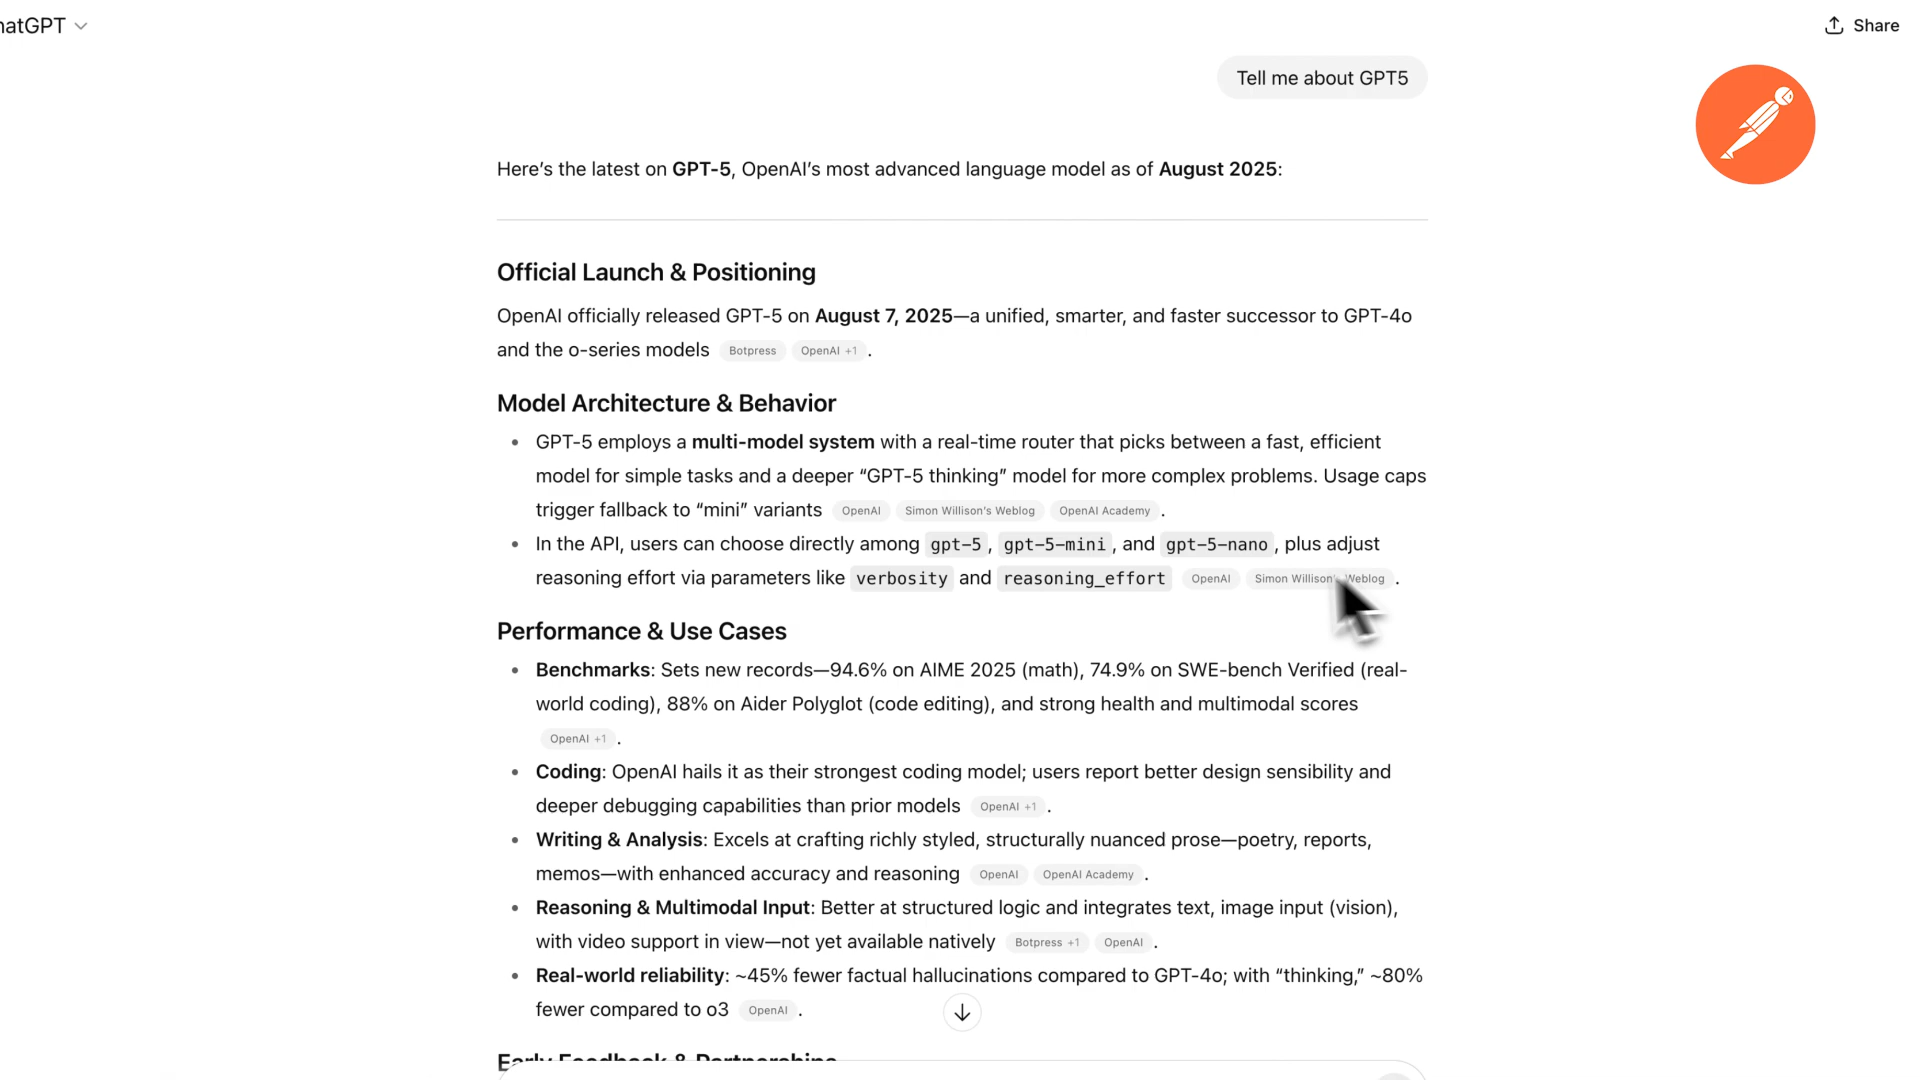 hatGPT
Share
Tell me about GPT5
Here’s the latest on GPT-5, OpenAI’s most advanced language model as of August 2025:
Official Launch & Positioning
OpenAI officially released GPT-5 on August 7, 2025—a unified, smarter, and faster successor to GPT-4o
and the o-series models Botpress OpenAI +1 .
Model Architecture & Behavior
• GPT-5 employs a multi-model system with a real-time router that picks between a fast, efficient
model for simple tasks and a deeper “GPT-5 thinking” model for more complex problems. Usage caps
trigger fallback to “mini” variants OpenAI Simon Willison's Weblog OpenAI Academy .
• In the API, users can choose directly among gpt-5 , gpt-5-mini , and gpt-5-nano , plus adjust
reasoning effort via parameters like verbosity and reasoning_effort OpenAI Simon Willison's Weblog .
Performance & Use Cases
• Benchmarks: Sets new records—94.6% on AIME 2025 (math), 74.9% on SWE-bench Verified (real-
world coding), 88% on Aider Polyglot (code editing), and strong health and multimodal scores
OpenAI +1 .
• Coding: OpenAI hails it as their strongest coding model; users report better design sensibility and
deeper debugging capabilities than prior models OpenAI +1 .
• Writing & Analysis: Excels at crafting richly styled, structurally nuanced prose—poetry, reports,
memos—with enhanced accuracy and reasoning OpenAI OpenAI Academy .
• Reasoning & Multimodal Input: Better at structured logic and integrates text, image input (vision),
with video support in view—not yet available natively Botpress +1 OpenAI .
• Real-world reliability: ~45% fewer factual hallucinations compared to GPT-4o; with “thinking,” ~80%
fewer compared to o3 OpenAI .
Early Feedback & Partnerships